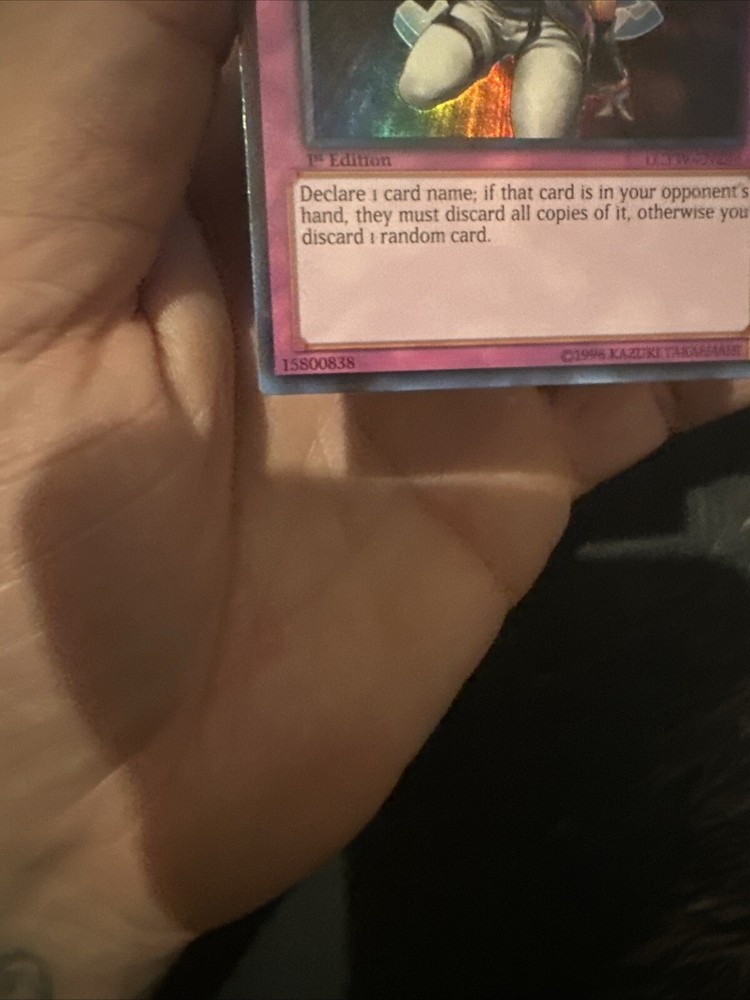 1st Edition
Declare 1 card name; if that card is in your opponent's
hand, they must discard all copies of it, otherwise you
discard 1 random card.
15800838
©1996 KAZUKI TAKAHASHI